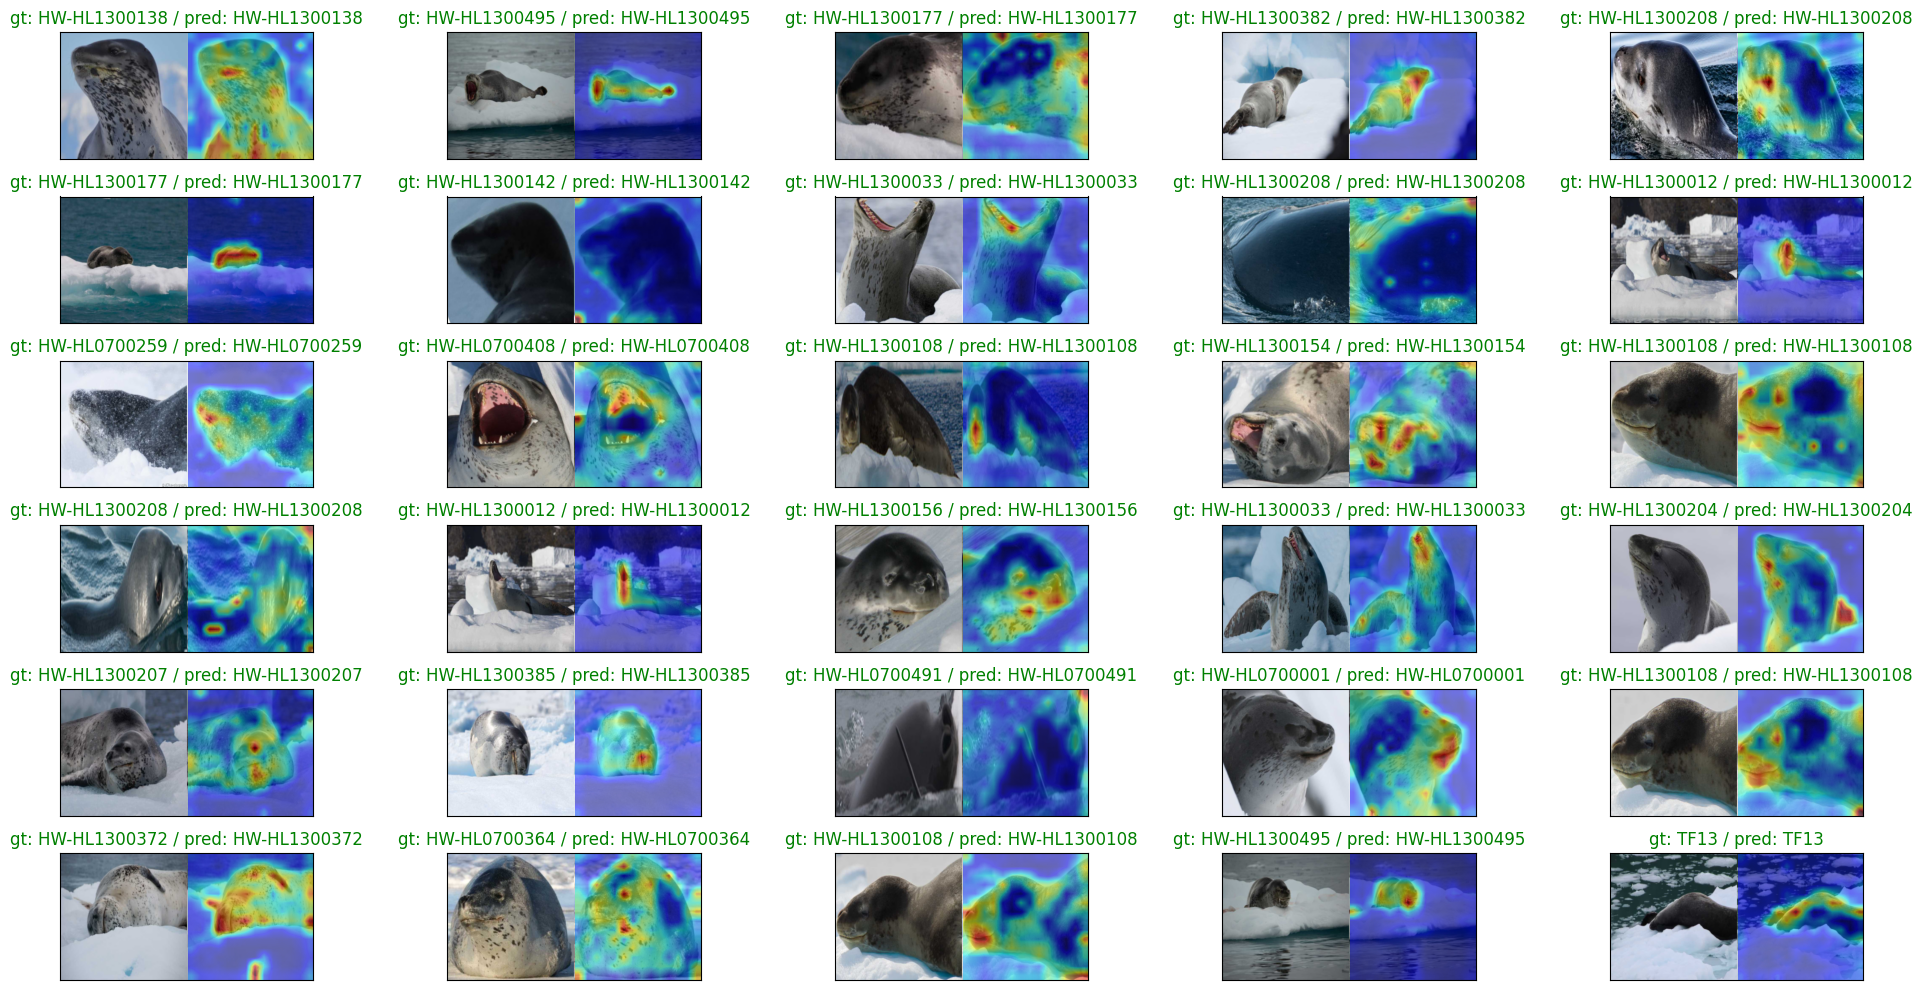 gt: HW-HL1300138 / pred: HW-HL1300138
gt: HW-HL1300495 / pred: HW-HL1300495
gt: HW-HL1300177 / pred: HW-HL1300177
gt: HW-HL1300382 / pred: HW-HL1300382
gt: HW-HL1300208 / pred: HW-HL1300208
gt: HW-HL1300177 / pred: HW-HL1300177
gt: HW-HL1300142 / pred: HW-HL1300142
gt: HW-HL1300033 / pred: HW-HL1300033
gt: HW-HL1300208 / pred: HW-HL1300208
gt: HW-HL1300012 / pred: HW-HL1300012
gt: HW-HL0700259 / pred: HW-HL0700259
gt: HW-HL0700408 / pred: HW-HL0700408
gt: HW-HL1300108 / pred: HW-HL1300108
gt: HW-HL1300154 / pred: HW-HL1300154
gt: HW-HL1300108 / pred: HW-HL1300108
gt: HW-HL1300208 / pred: HW-HL1300208
gt: HW-HL1300012 / pred: HW-HL1300012
gt: HW-HL1300156 / pred: HW-HL1300156
gt: HW-HL1300033 / pred: HW-HL1300033
gt: HW-HL1300204 / pred: HW-HL1300204
gt: HW-HL1300207 / pred: HW-HL1300207
gt: HW-HL1300385 / pred: HW-HL1300385
gt: HW-HL0700491 / pred: HW-HL0700491
gt: HW-HL0700001 / pred: HW-HL0700001
gt: HW-HL1300108 / pred: HW-HL1300108
gt: HW-HL1300372 / pred: HW-HL1300372
gt: HW-HL0700364 / pred: HW-HL0700364
gt: HW-HL1300108 / pred: HW-HL1300108
gt: HW-HL1300495 / pred: HW-HL1300495
gt: TF13 / pred: TF13